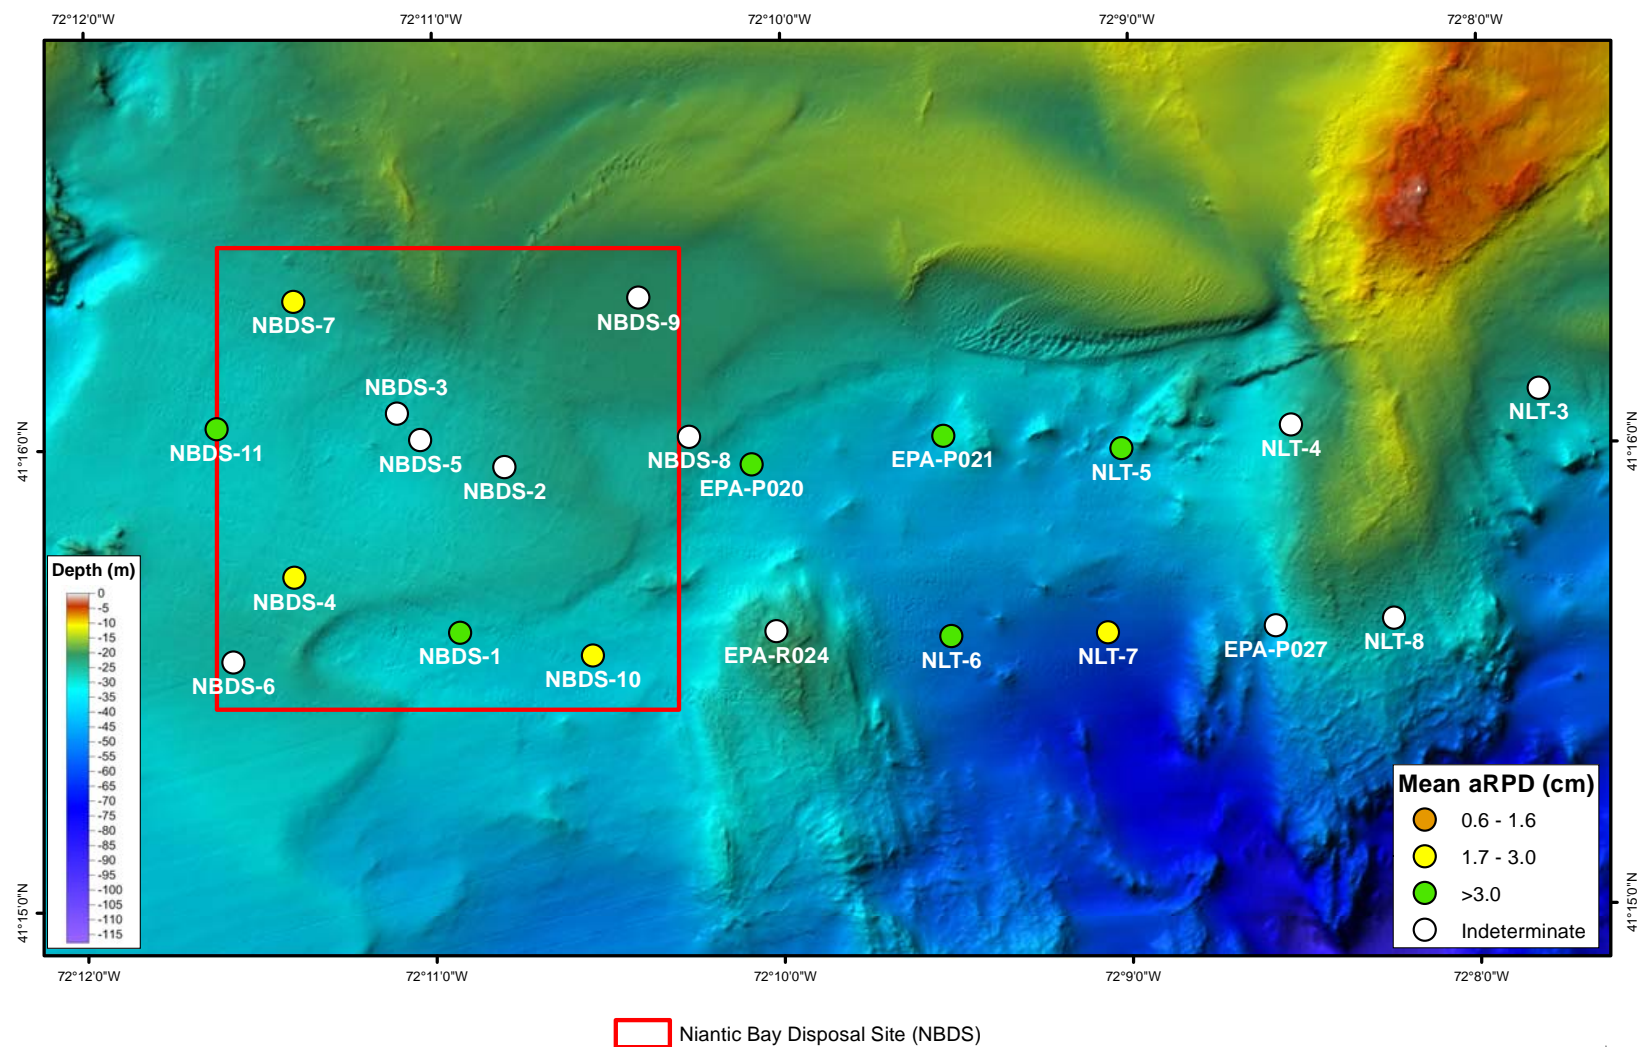 72°12'0"W
72°11'0"W
72°10'0"W
72°9'0"W
72°8'0"W
NBDS-7
NBDS-9
NBDS-3
NBDS-11
NBDS-5
NBDS-2
NBDS-8
EPA-P020
EPA-P021
NLT-5
NLT-4
NLT-3
41°16'0"N
41°16'0"N
NBDS-4
NBDS-1
NBDS-6
NBDS-10
EPA-R024
NLT-6
NLT-7
EPA-P027
NLT-8
Depth (m)
0
-5
-10
-15
-20
-25
-30
-35
-40
-45
-50
-55
-60
-65
-70
-75
-80
-85
-90
-95
-100
-105
-110
-115
Mean aRPD (cm)
0.6 - 1.6
1.7 - 3.0
>3.0
Indeterminate
41°15'0"N
41°15'0"N
72°12'0"W
72°11'0"W
72°10'0"W
72°9'0"W
72°8'0"W
Niantic Bay Disposal Site (NBDS)